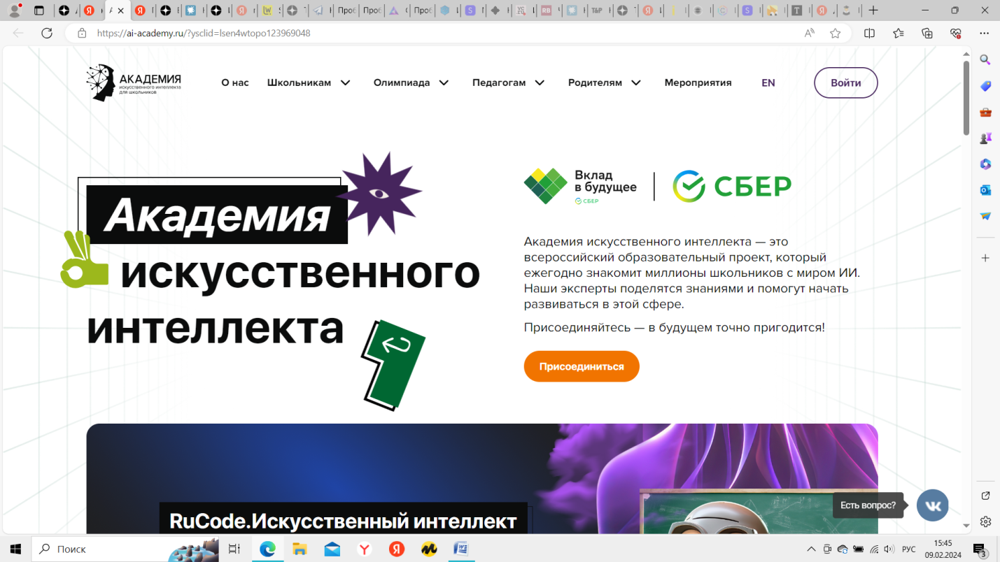 https://ai-academy.ru/?ysclid=lsen4wtopo123969048
АКАДЕМИЯ
искусственного интеллекта
для школьников
О нас
Школьникам
Олимпиада
Педагогам
Родителям
Мероприятия
EN
Войти
Академия
искусственного
интеллекта
Вклад
в будущее
СБЕР
СБЕР
Академия искусственного интеллекта — это
всероссийский образовательный проект, который
ежегодно знакомит миллионы школьников с миром ИИ.
Наши эксперты поделятся знаниями и помогут начать
развиваться в этой сфере.
Присоединяйтесь — в будущем точно пригодится!
Присоединиться
RuCode.Искусственный интеллект
Есть вопрос?
Поиск
РУС
15:45
09.02.2024
3